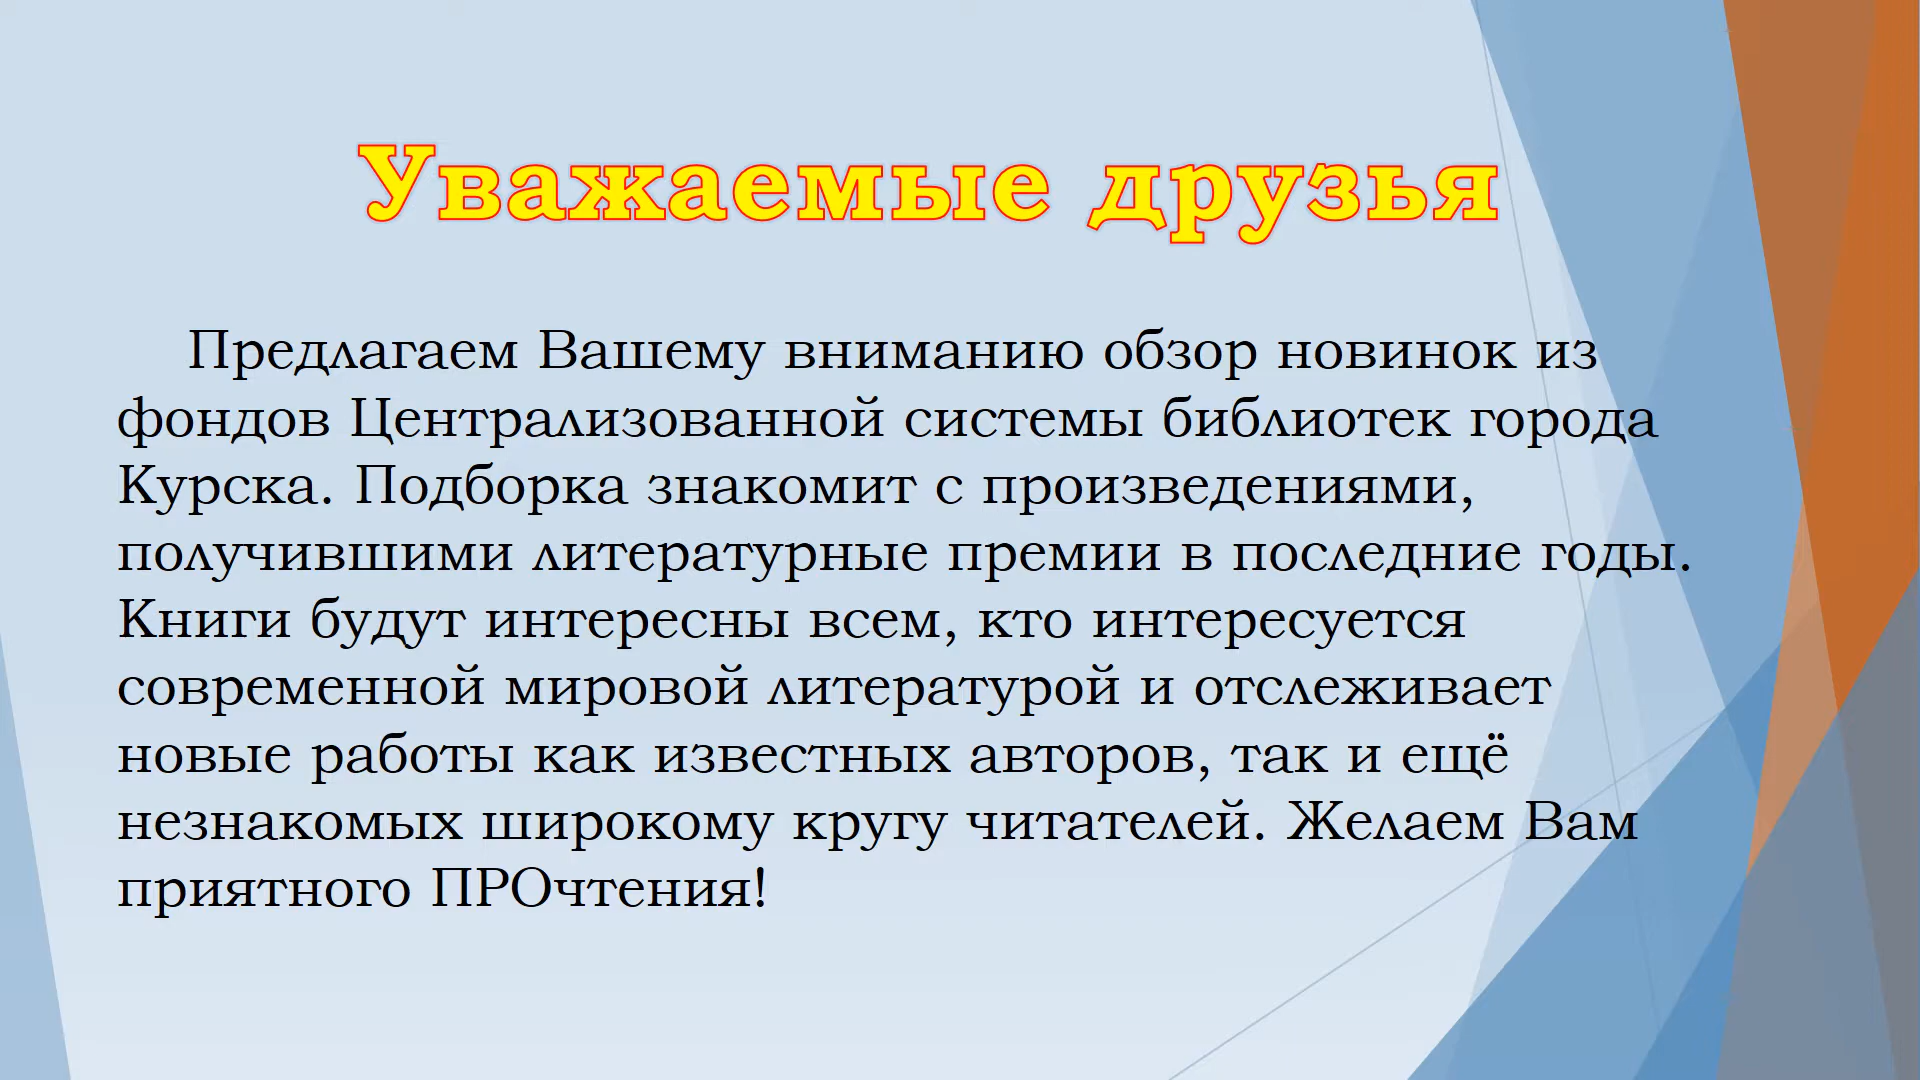 Уважаемые друзья
Предлагаем Вашему вниманию обзор новинок из
фондов Централизованной системы библиотек города
Курска. Подборка знакомит с произведениями,
получившими литературные премии в последние годы.
Книги будут интересны всем, кто интересуется
современной мировой литературой и отслеживает
новые работы как известных авторов, так и ещё
незнакомых широкому кругу читателей. Желаем Вам
приятного ПРОчтения!